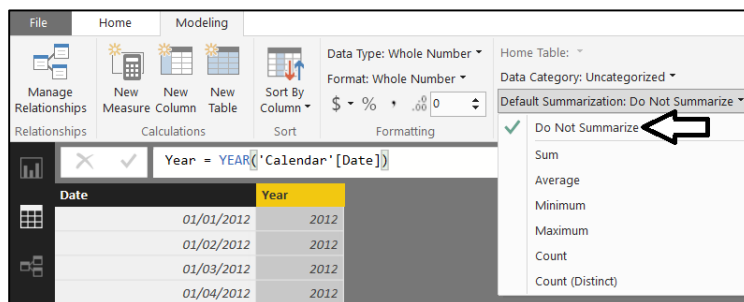 File Home Modeling
Manage Relationships
New Measure
New Column
New Table
Sort By Column
Data Type: Whole Number
Format: Whole Number
$ % , .00 0
Home Table:
Data Category: Uncategorized
Default Summarization: Do Not Summarize
Relationships Calculations Sort Formatting
Do Not Summarize
Sum
Average
Minimum
Maximum
Count
Count (Distinct)
Year = YEAR('Calendar'[Date])
Date Year
01/01/2012 2012
01/02/2012 2012
01/03/2012 2012
01/04/2012 2012